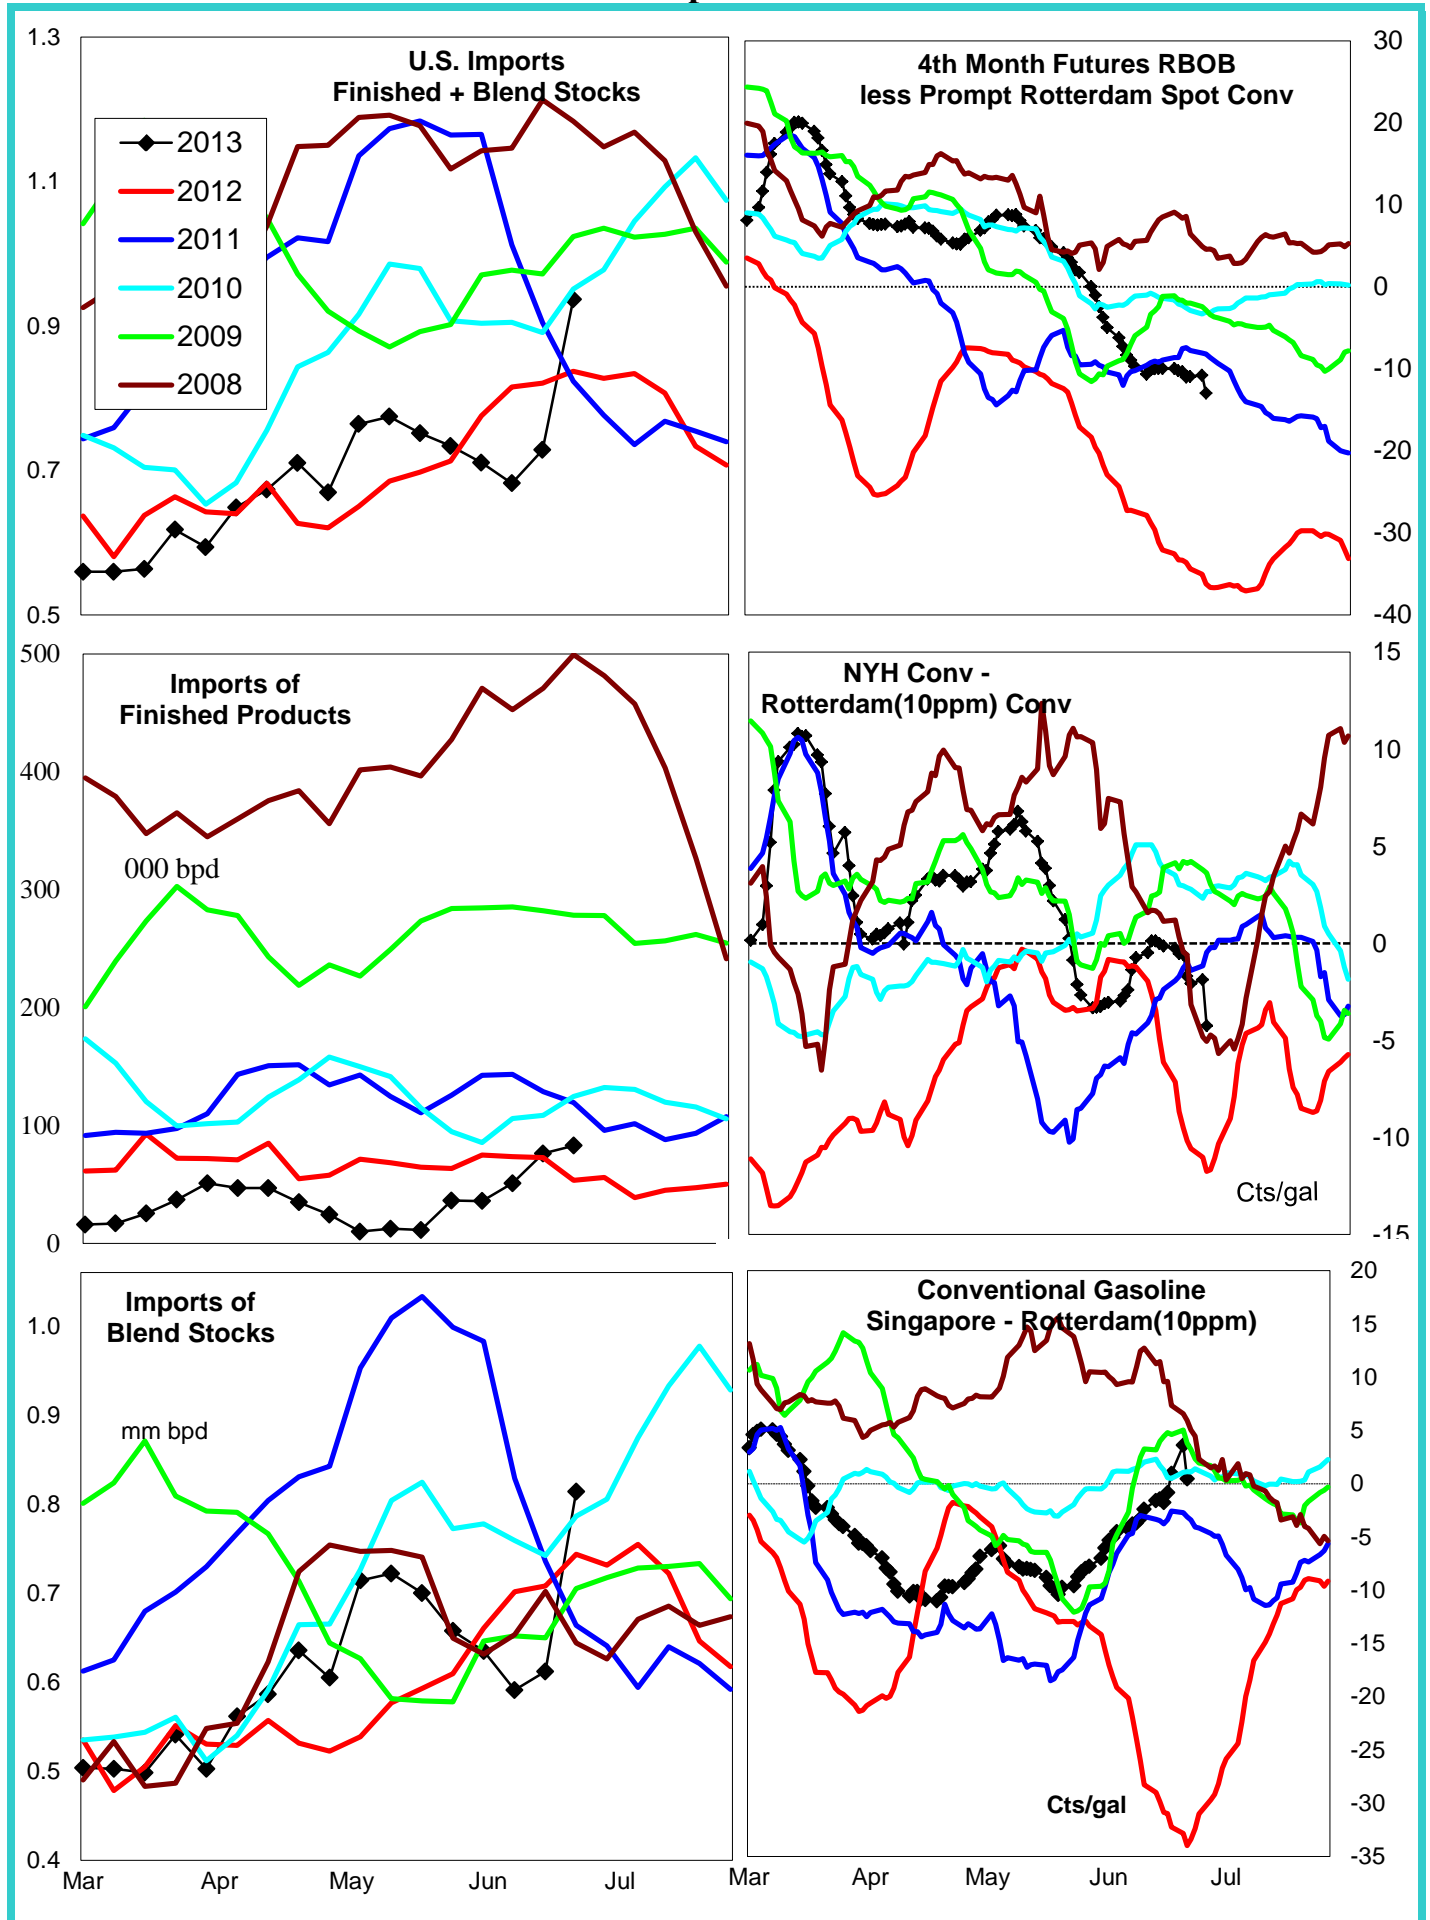 U.S. Imports
Finished + Blend Stocks
1.3
1.1
0.9
0.7
0.5
2013
2012
2011
2010
2009
2008
4th Month Futures RBOB
less Prompt Rotterdam Spot Conv
30
20
10
0
-10
-20
-30
-40
Imports of
Finished Products
000 bpd
500
400
300
200
100
0
NYH Conv -
Rotterdam(10ppm) Conv
15
10
5
0
-5
-10
-15
Cts/gal
Imports of
Blend Stocks
mm bpd
1.0
0.9
0.8
0.7
0.6
0.5
0.4
Mar Apr May Jun Jul
Conventional Gasoline
Singapore - Rotterdam(10ppm)
20
15
10
5
0
-5
-10
-15
-20
-25
-30
-35
Cts/gal
Mar Apr May Jun Jul